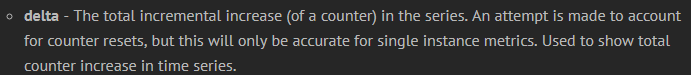 delta - The total incremental increase (of a counter) in the series. An attempt is made to account
for counter resets, but this will only be accurate for single instance metrics. Used to show total
counter increase in time series.